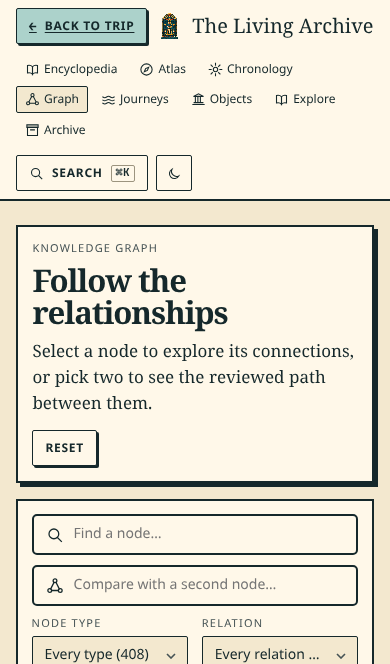 ← BACK TO TRIP
The Living Archive
Encyclopedia
Atlas
Chronology
Graph
Journeys
Objects
Explore
Archive
SEARCH ⌘K
KNOWLEDGE GRAPH
Follow the
relationships
Select a node to explore its connections,
or pick two to see the reviewed path
between them.
RESET
Find a node...
Compare with a second node...
NODE TYPE
RELATION
Every type (408)
Every relation ...